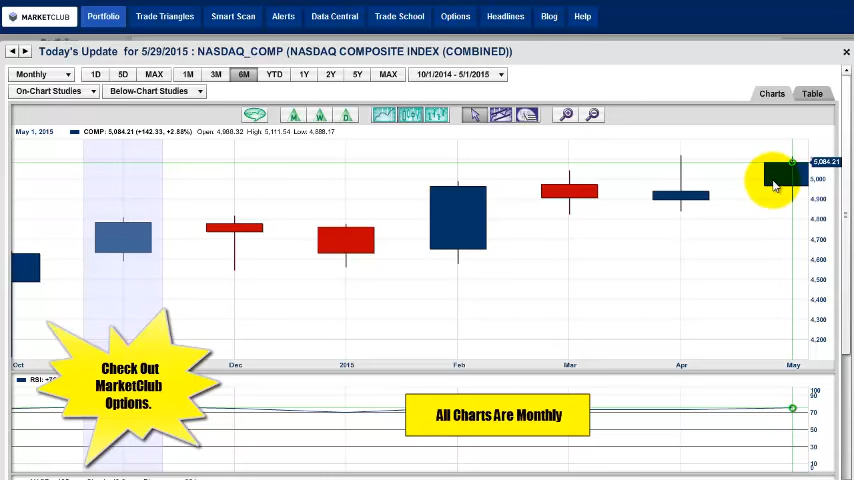 MARKETCLUB Portfolio Trade Triangles Smart Scan Alerts Data Central Trade School Options Headlines Blog Help
Today's Update for 5/29/2015 : NASDAQ_COMP (NASDAQ COMPOSITE INDEX (COMBINED))
Monthly 1D 5D MAX 1M 3M 6M YTD 1Y 2Y 5Y MAX 10/1/2014 - 5/1/2015
On-Chart Studies Below-Chart Studies Charts Table
M W D
May 1, 2015 COMP: 5,084.21 (+142.33, +2.88%) Open: 4,988.32 High: 5,111.54 Low: 4,888.17
5,084.21
5,000
4,900
4,800
4,700
4,600
4,500
4,400
4,300
4,200
Oct Dec 2015 Feb Mar Apr May
Check Out
MarketClub
Options.
All Charts Are Monthly
100
90
70
50
30
10
0